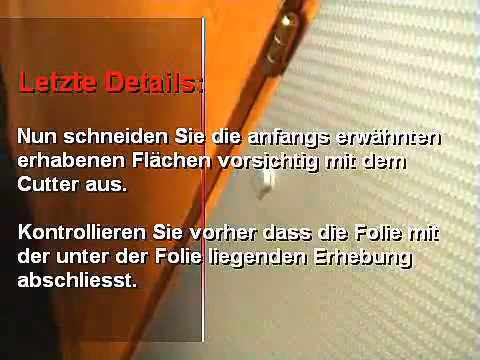 Letzte Details:
Nun schneiden Sie die anfangs erwähnten
erhabenen Flächen vorsichtig mit dem
Cutter aus.
Kontrollieren Sie vorher dass die Folie mit
der unter der Folie liegenden Erhebung
abschliesst.